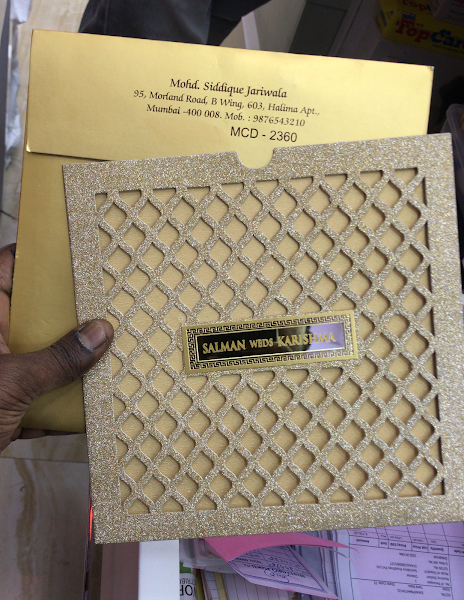 Mohd. Siddique Jariwala
95, Morland Road, B Wing, 603, Halima Apt.,
Mumbai -400 008. Mob. : 9876543210
MCD - 2360
SALMAN WEDS KARISHMA